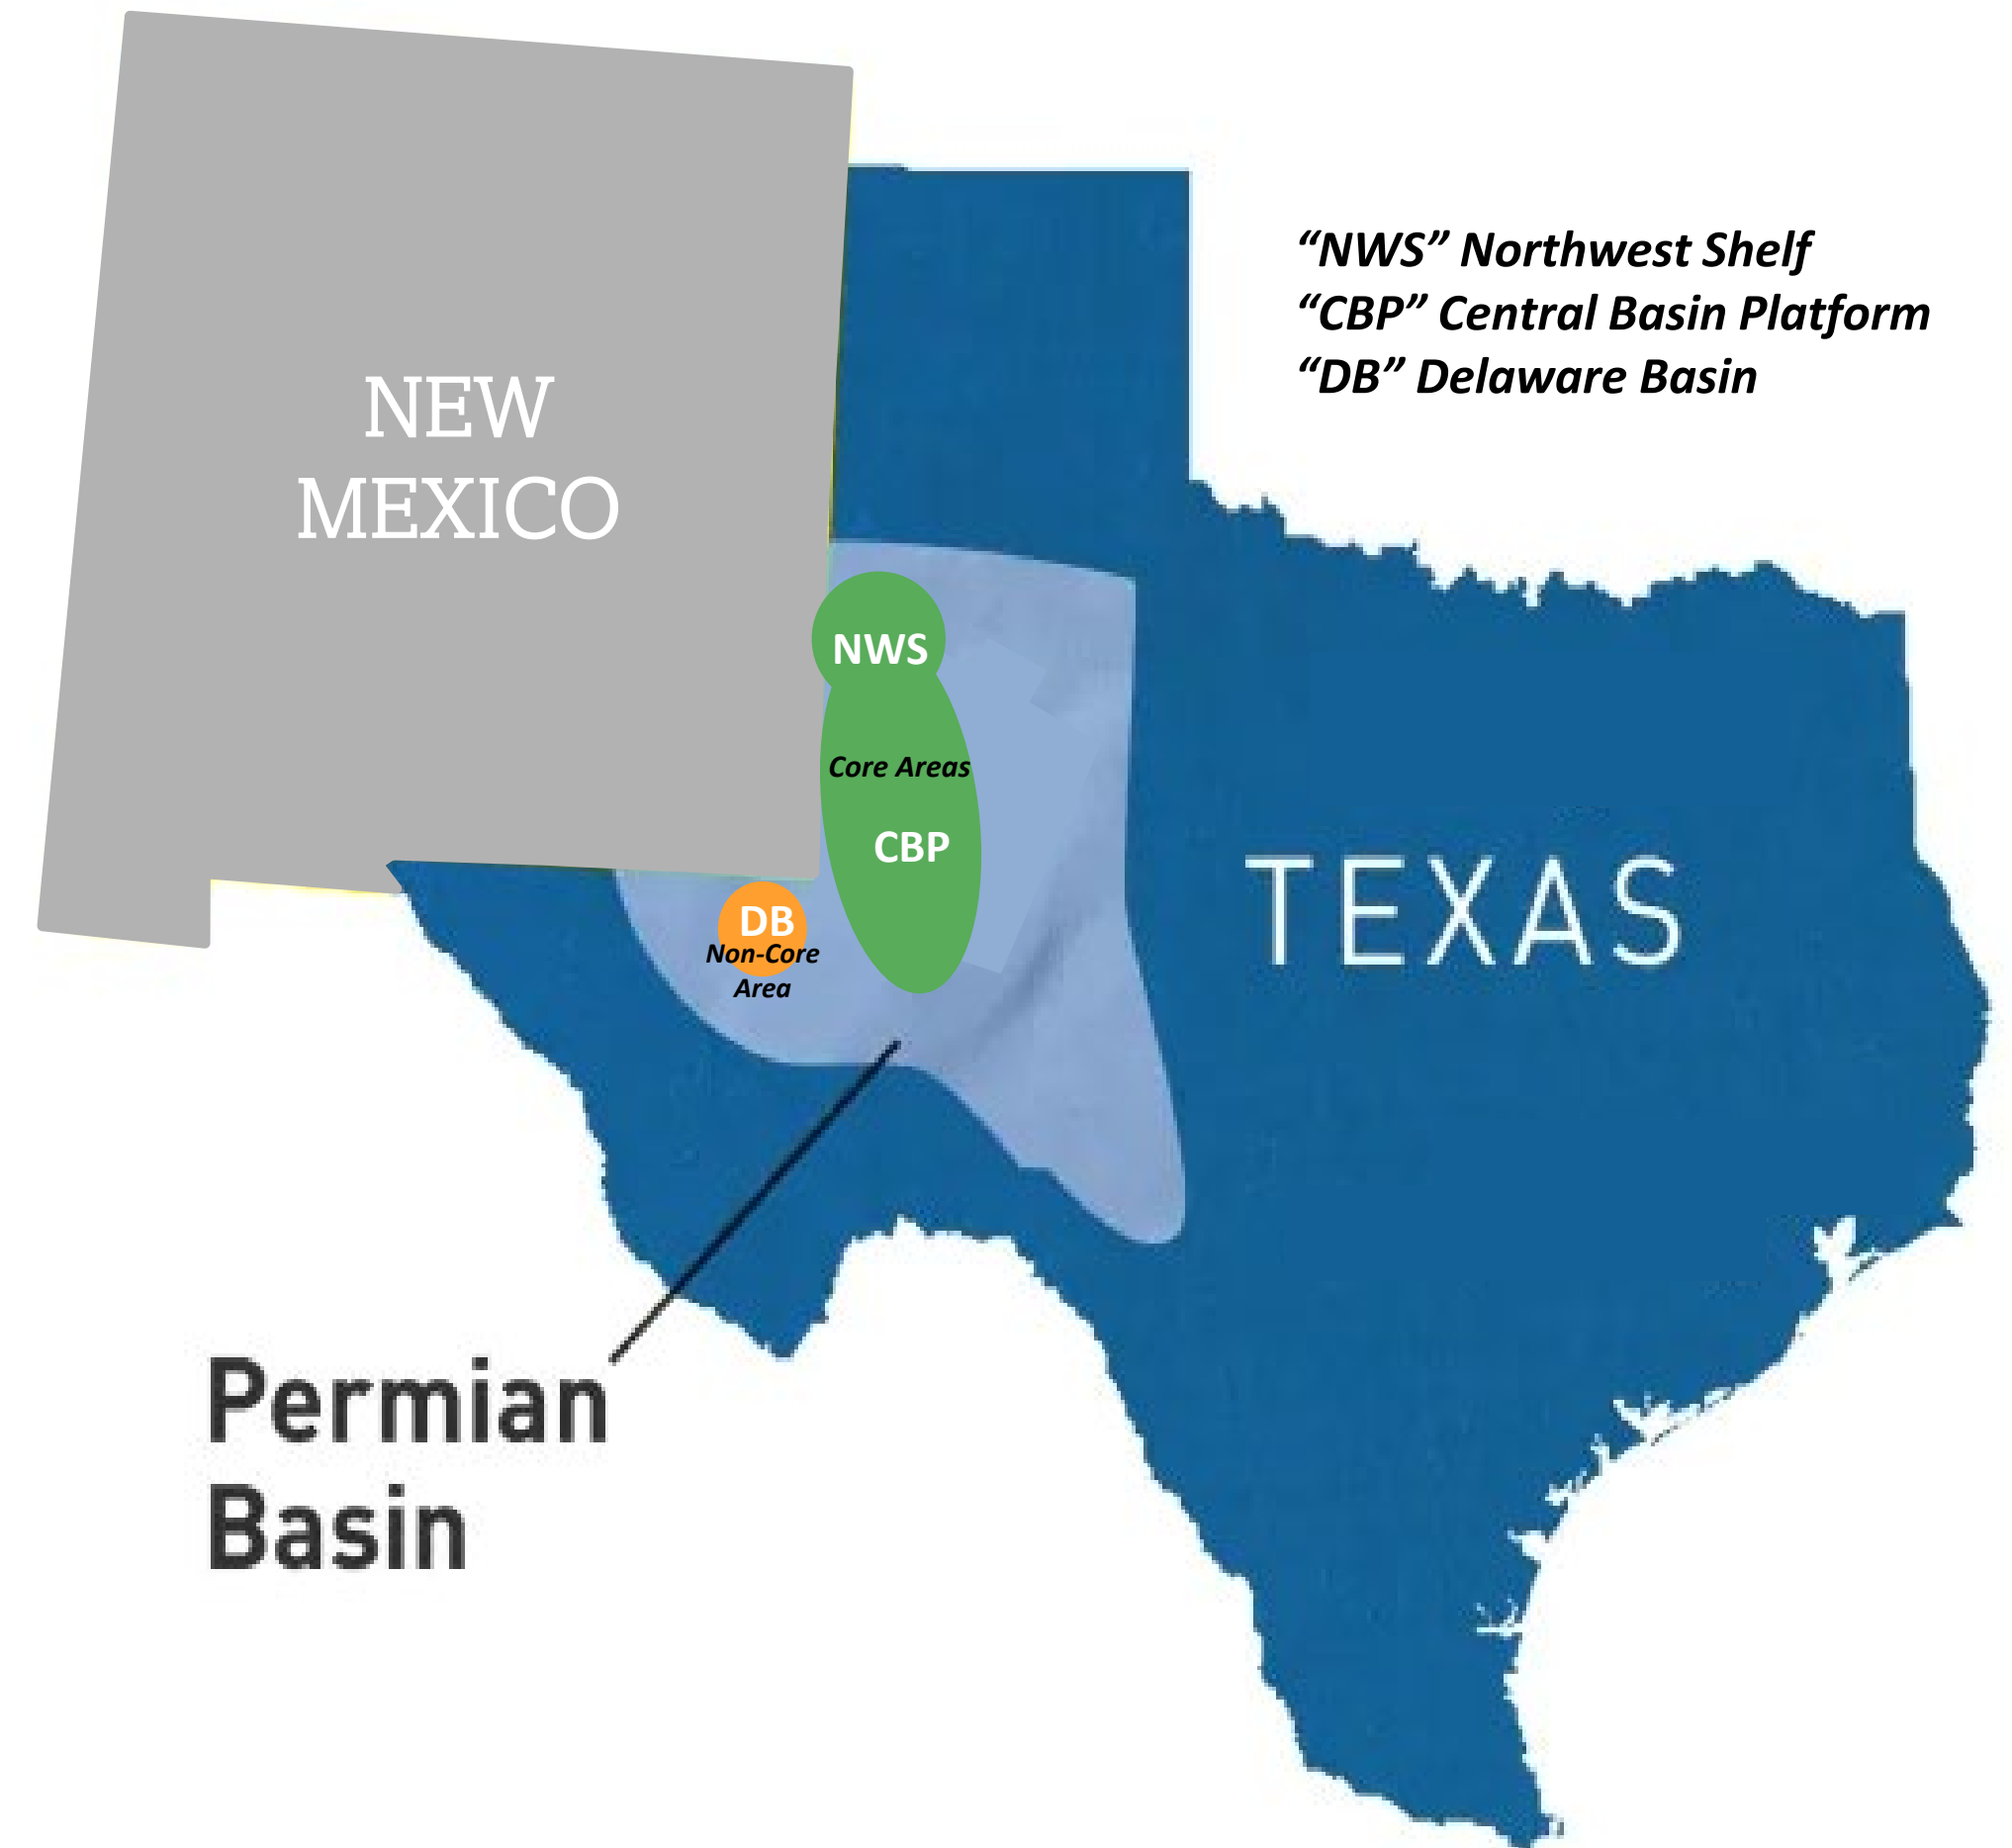 “NWS” Northwest Shelf
“CBP” Central Basin Platform
“DB” Delaware Basin
NEW
MEXICO
NWS
Core Areas
CBP
TEXAS
DB
Non-Core
Area
Permian
Basin